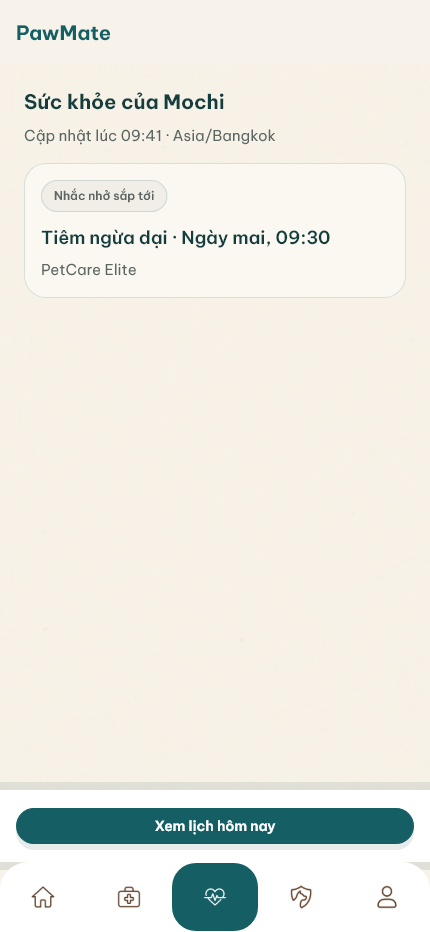 PawMate
Sức khỏe của Mochi
Cập nhật lúc 09:41 · Asia/Bangkok
Nhắc nhở sắp tới
Tiêm ngừa dại · Ngày mai, 09:30
PetCare Elite
Xem lịch hôm nay